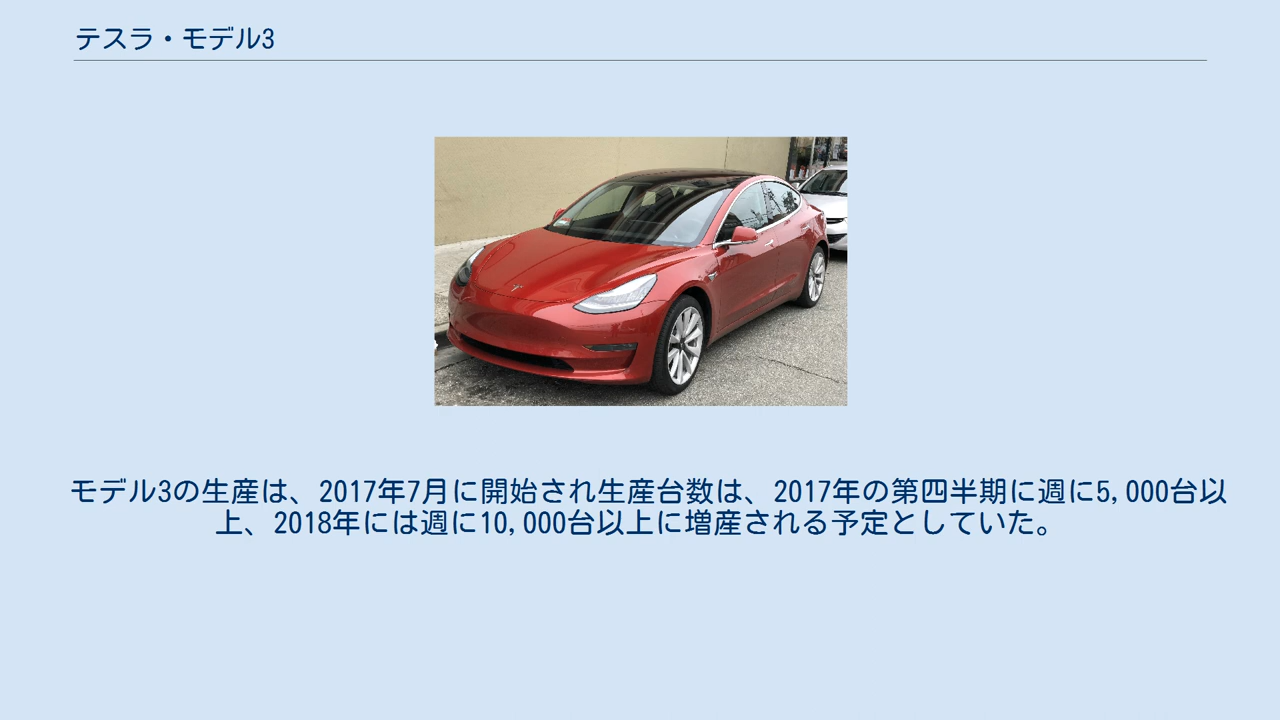 テスラ・モデル3
モデル3の生産は、2017年7月に開始され生産台数は、2017年の第四半期に週に5,000台以
上、2018年には週に10,000台以上に増産される予定としていた。